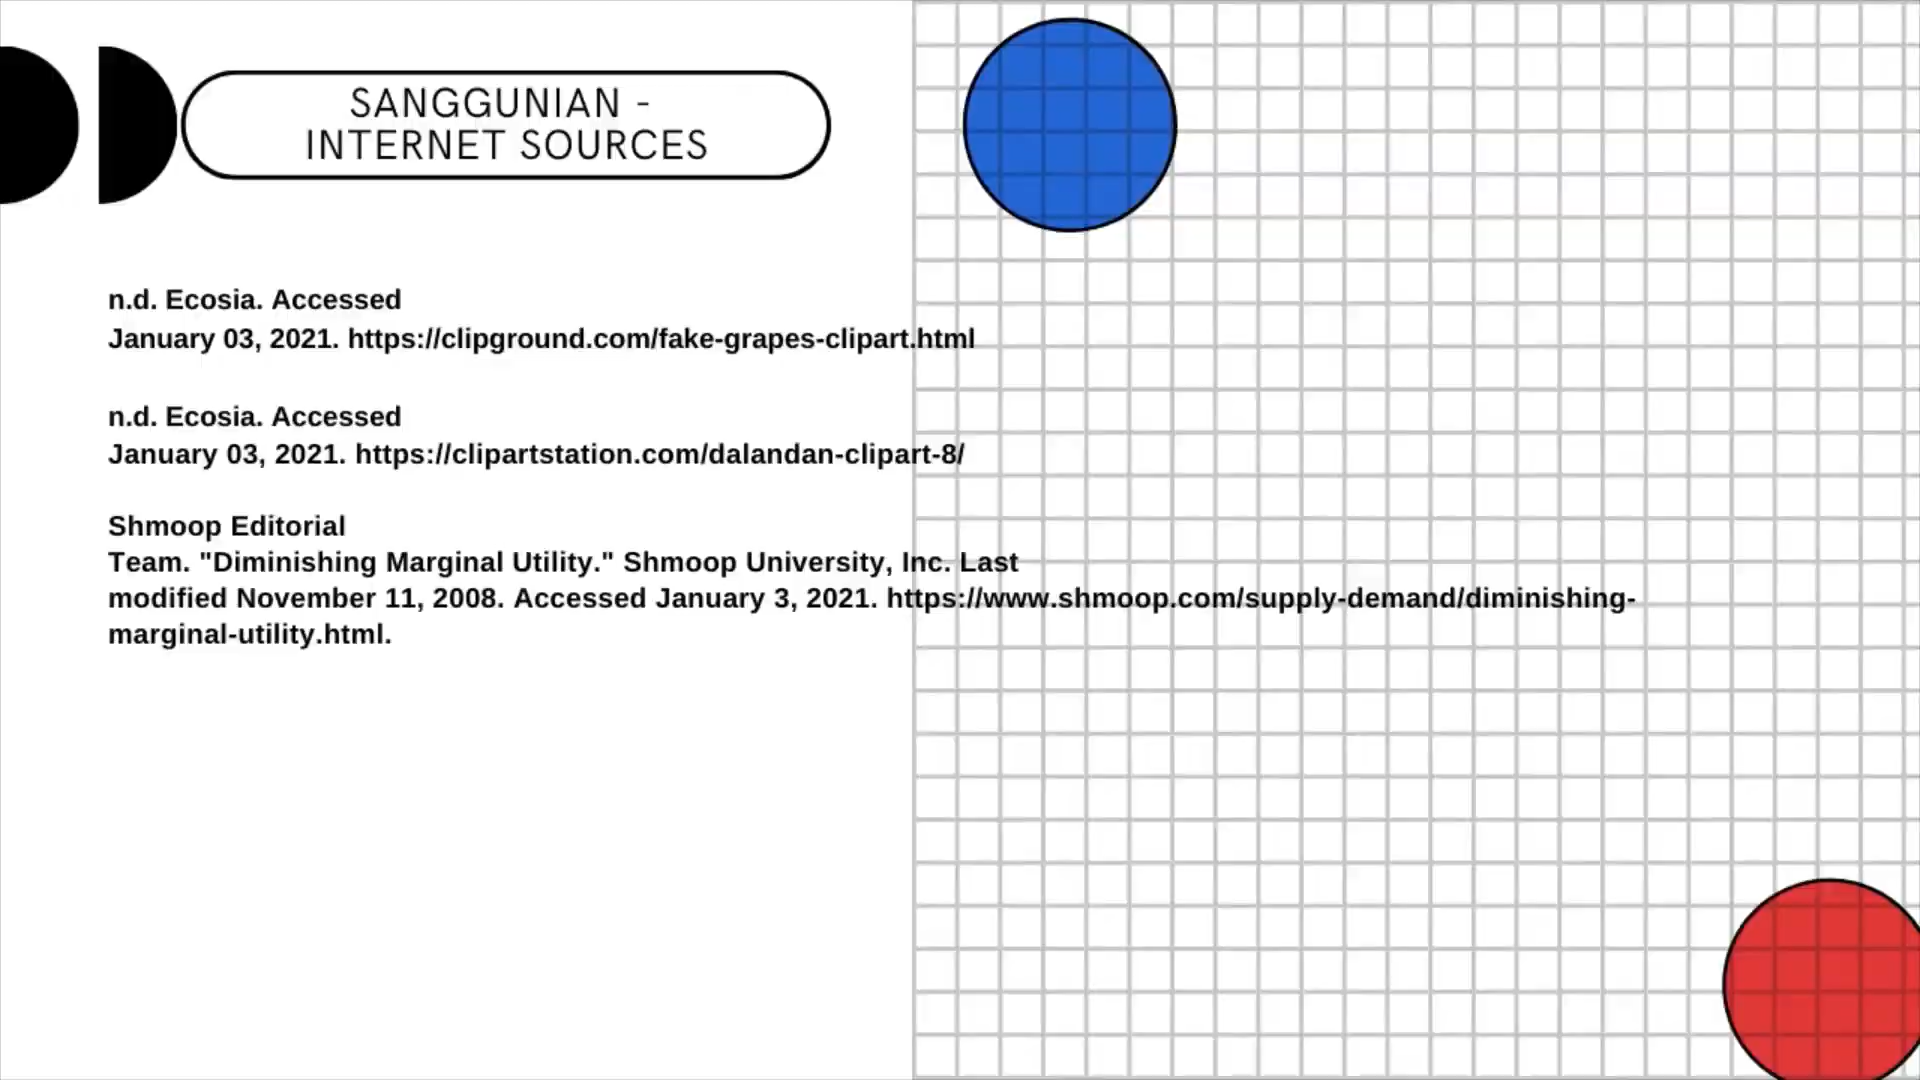 SANGGUNIAN -
INTERNET SOURCES
n.d. Ecosia. Accessed
January 03, 2021. https://clipground.com/fake-grapes-clipart.html
n.d. Ecosia. Accessed
January 03, 2021. https://clipartstation.com/dalandan-clipart-8/
Shmoop Editorial
Team. "Diminishing Marginal Utility." Shmoop University, Inc. Last
modified November 11, 2008. Accessed January 3, 2021. https://www.shmoop.com/supply-demand/diminishing-
marginal-utility.html.